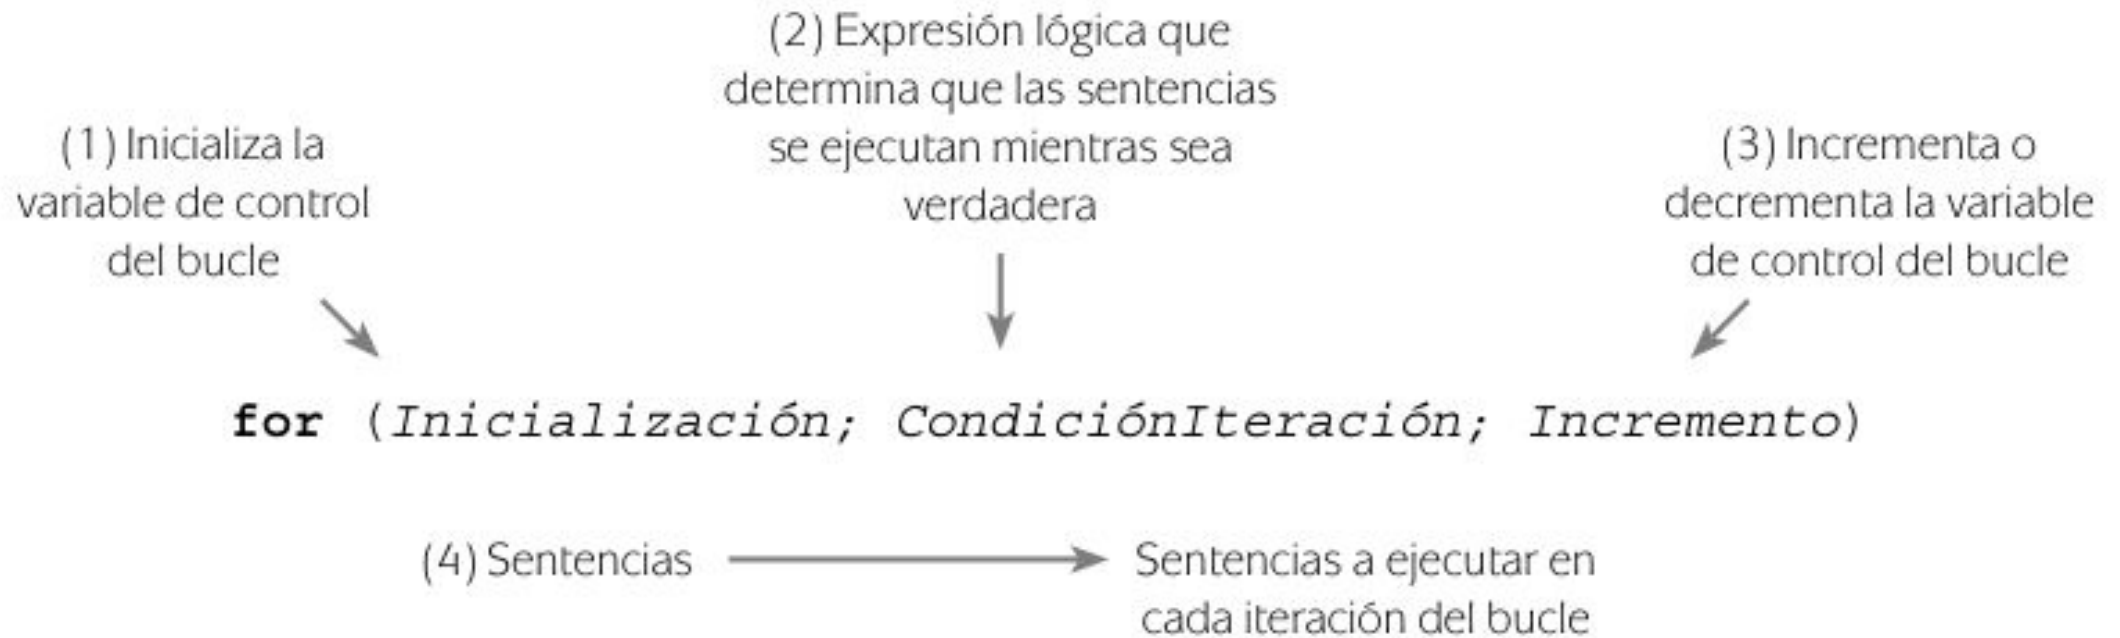 (1) Inicializa la
variable de control
del bucle
(2) Expresión lógica que
determina que las sentencias
se ejecutan mientras sea
verdadera
(3) Incrementa o
decrementa la variable
de control del bucle
for (Inicialización; CondiciónIteración; Incremento)
(4) Sentencias
Sentencias a ejecutar en
cada iteración del bucle